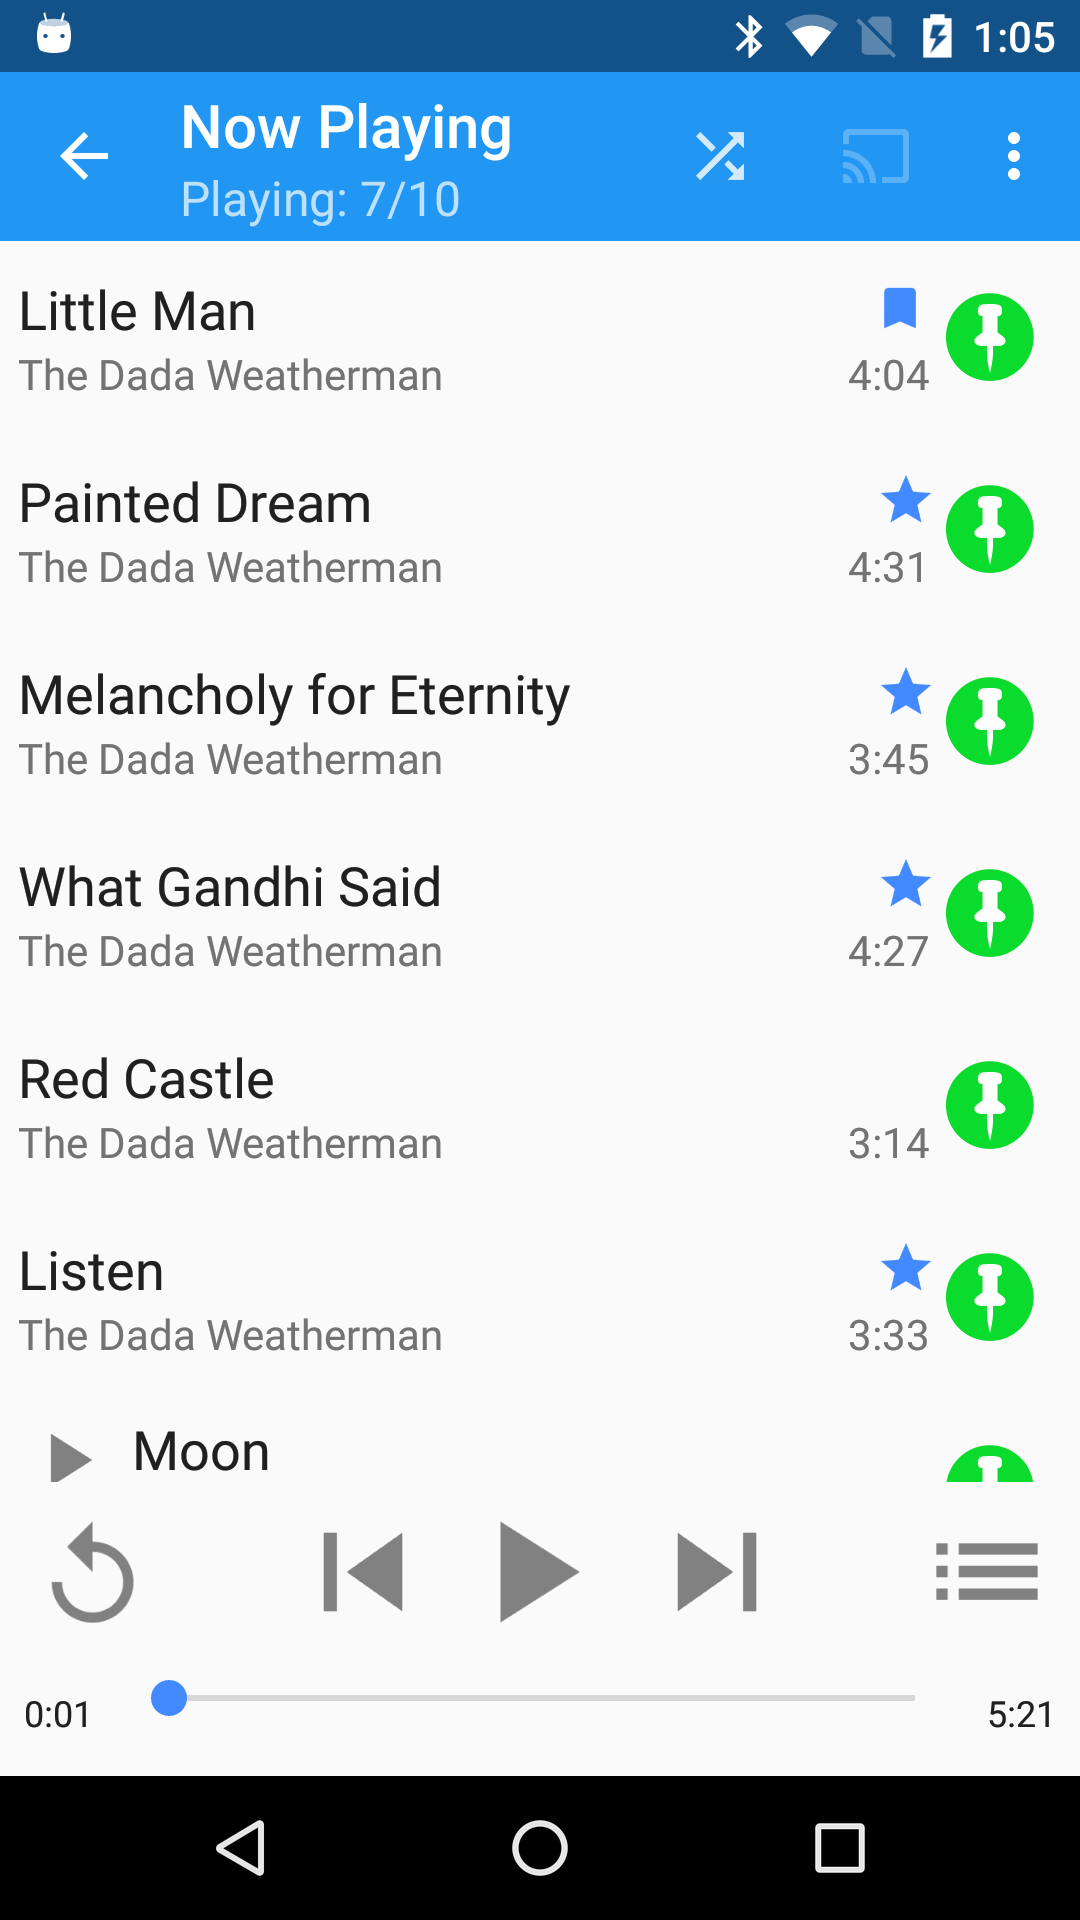 1:05
Now Playing
Playing: 7/10
Little Man
The Dada Weatherman
4:04
Painted Dream
The Dada Weatherman
4:31
Melancholy for Eternity
The Dada Weatherman
3:45
What Gandhi Said
The Dada Weatherman
4:27
Red Castle
The Dada Weatherman
3:14
Listen
The Dada Weatherman
3:33
Moon
0:01
5:21